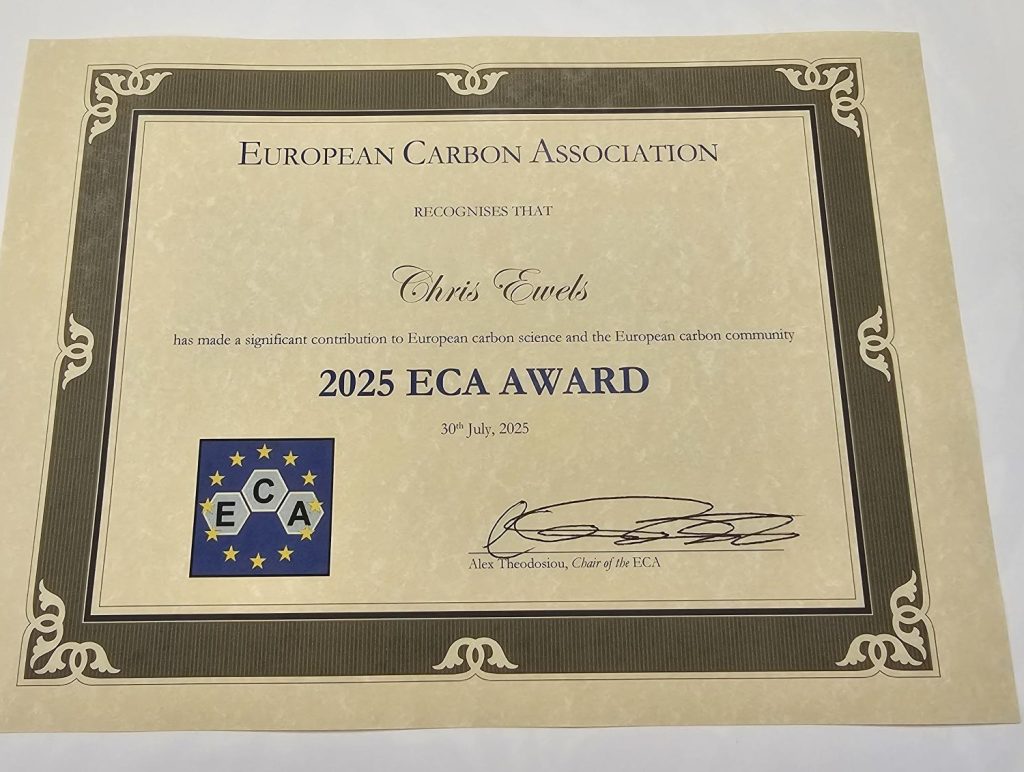 EUROPEAN CARBON ASSOCIATION
RECOGNISES THAT
Chris Ewels
has made a significant contribution to European carbon science and the European carbon community
2025 ECA AWARD
30th July, 2025
E C A
Alex Theodosiou, Chair of the ECA